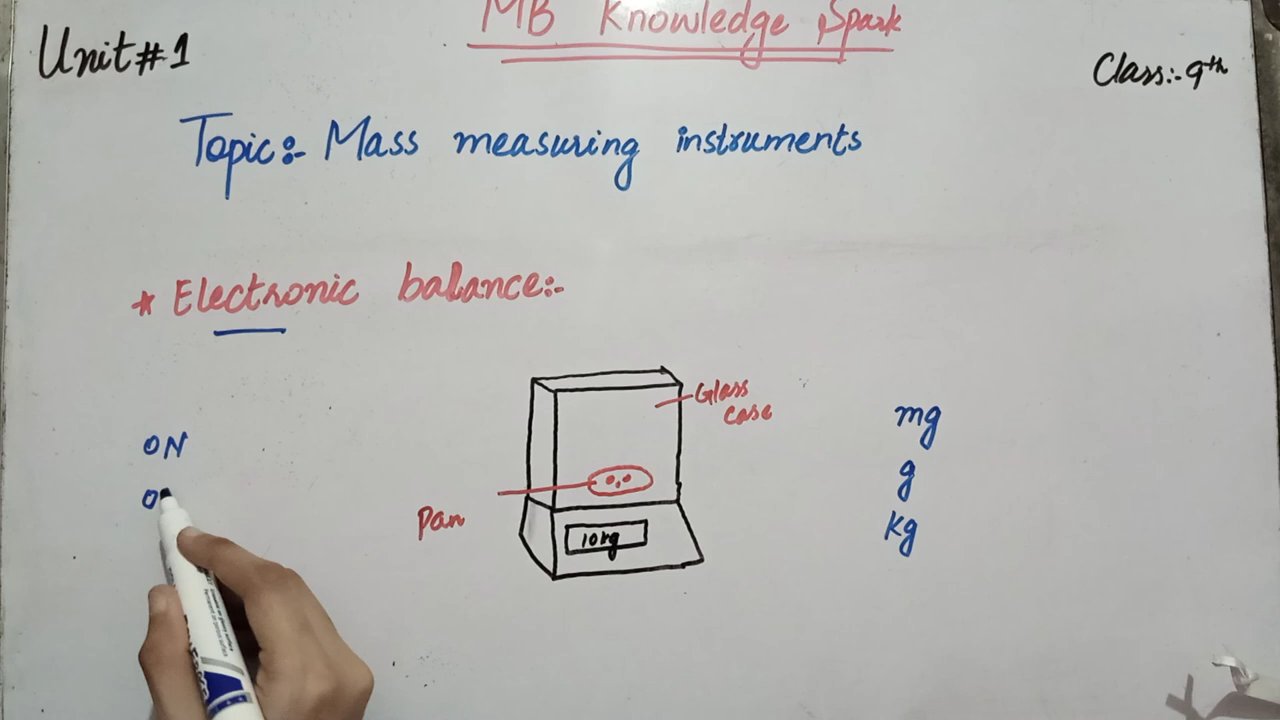 MB Knowledge Spark
Unit#1
Class:- 9th
Topic:- Mass measuring instruments
* Electronic balance:-
Glass
case
mg
ON
g
O
Pan
Kg
10kg